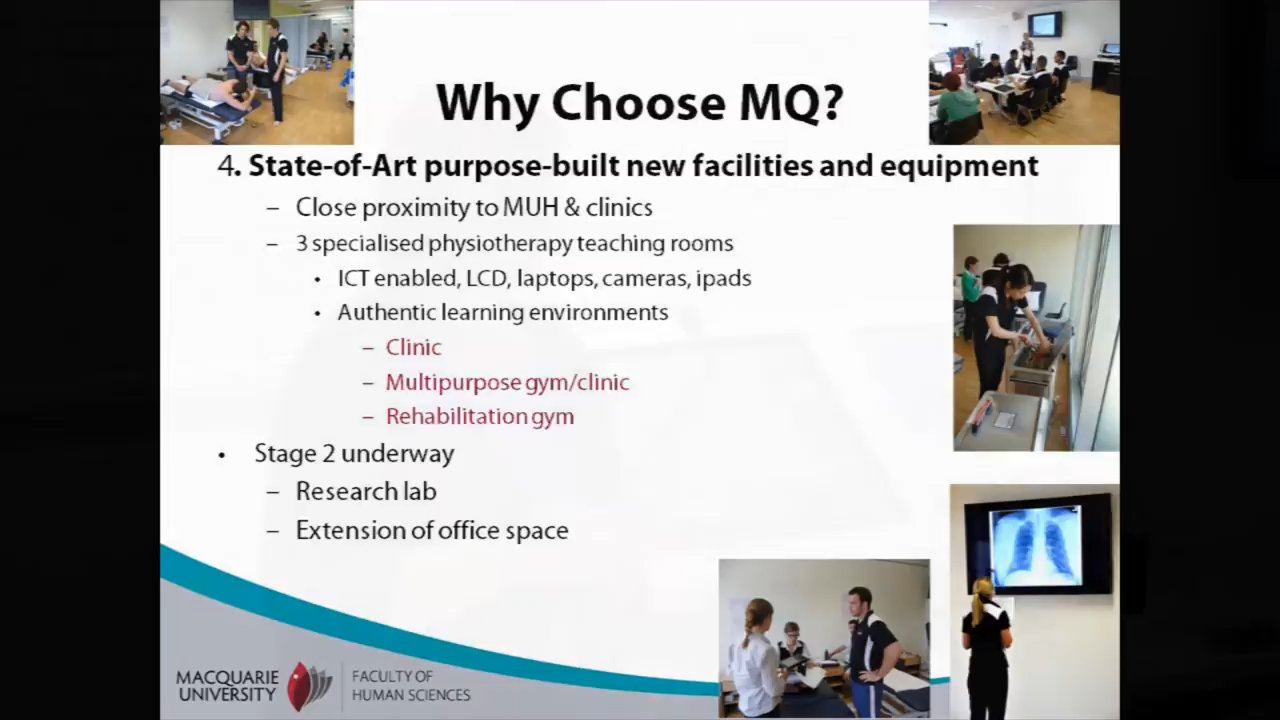 Why Choose MQ?
4. State-of-Art purpose-built new facilities and equipment
– Close proximity to MUH & clinics
– 3 specialised physiotherapy teaching rooms
• ICT enabled, LCD, laptops, cameras, ipads
• Authentic learning environments
– Clinic
– Multipurpose gym/clinic
– Rehabilitation gym
• Stage 2 underway
– Research lab
– Extension of office space
MACQUARIE
UNIVERSITY
FACULTY OF
HUMAN SCIENCES